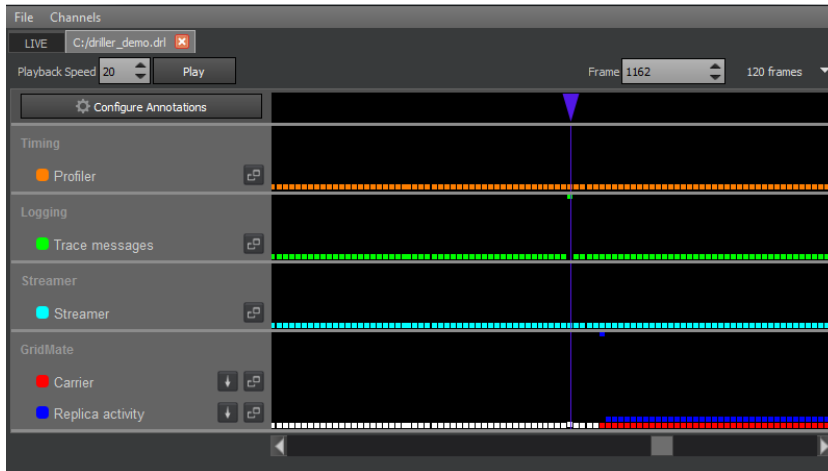 File Channels
LIVE C:/driller_demo.drl
Playback Speed 20 Play Frame 1162 120 frames
Configure Annotations
Timing
Profiler
Logging
Trace messages
Streamer
Streamer
GridMate
Carrier
Replica activity